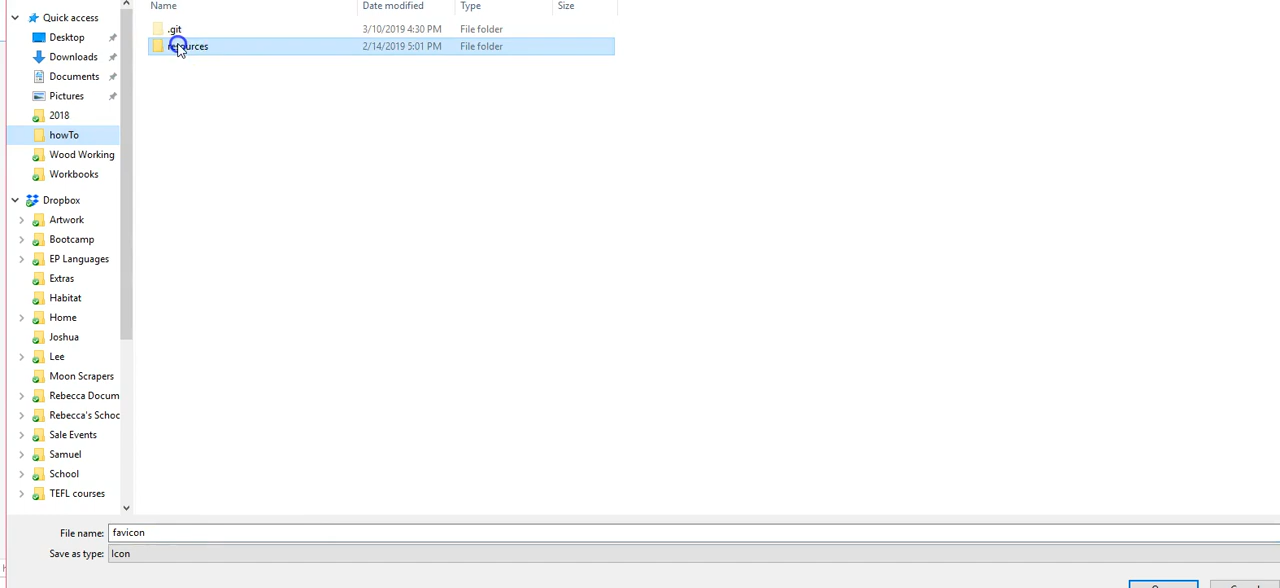 Name Date modified Type Size
Quick access
.git 3/10/2019 4:30 PM File folder
Desktop
resources 2/14/2019 5:01 PM File folder
Downloads
Documents
Pictures
2018
howTo
Wood Working
Workbooks
Dropbox
Artwork
Bootcamp
EP Languages
Extras
Habitat
Home
Joshua
Lee
Moon Scrapers
Rebecca Docum
Rebecca's Schoc
Sale Events
Samuel
School
TEFL courses
File name: favicon
Save as type: Icon